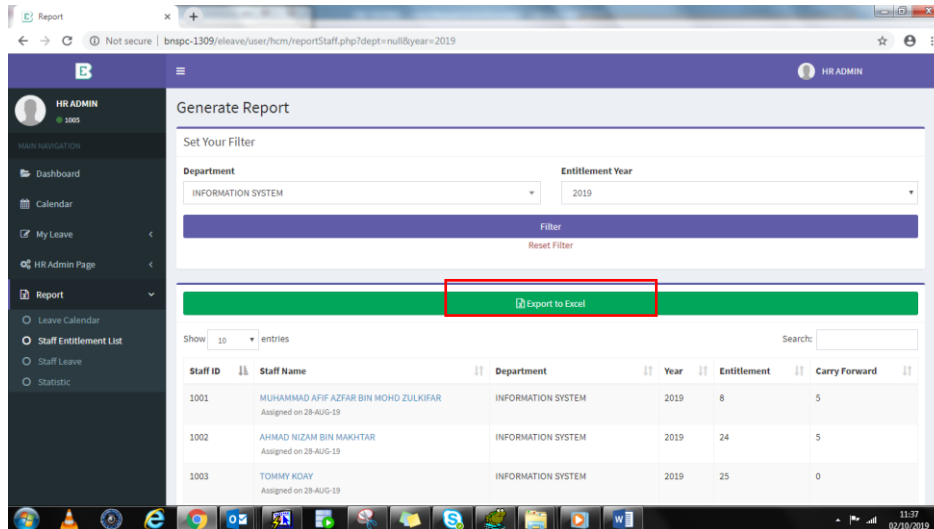 Report
Not secure | bnspc-1309/eleave/user/hcm/reportStaff.php?dept=null&year=2019
E
HR ADMIN
HR ADMIN
1005
MAIN NAVIGATION
Dashboard
Calendar
My Leave
HR Admin Page
Report
Leave Calendar
Staff Entitlement List
Staff Leave
Statistic
Generate Report
Set Your Filter
Department Entitlement Year
INFORMATION SYSTEM 2019
Filter
Reset Filter
Export to Excel
Show 10 entries Search:
Staff ID Staff Name Department Year Entitlement Carry Forward
1001 MUHAMMAD AFIF AZFAR BIN MOHD ZULKIFAR INFORMATION SYSTEM 2019 8 5
Assigned on 28-AUG-19
1002 AHMAD NIZAM BIN MAKHTAR INFORMATION SYSTEM 2019 24 5
Assigned on 28-AUG-19
1003 TOMMY KOAY INFORMATION SYSTEM 2019 25 0
Assigned on 28-AUG-19
11:37
02/10/2019